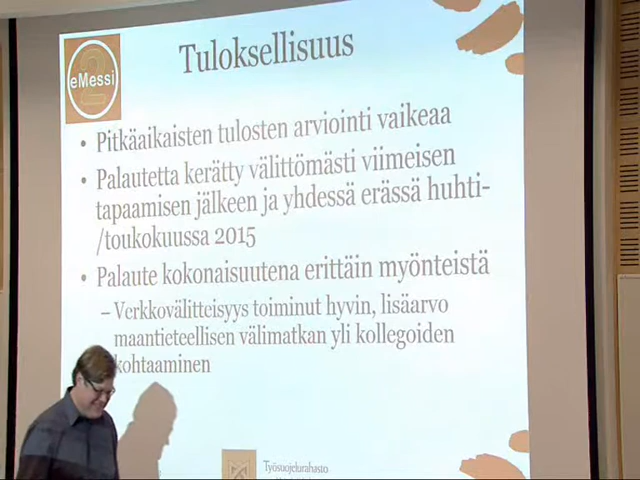 Tuloksellisuus
eMessi
2
• Pitkäaikaisten tulosten arviointi vaikeaa
• Palautetta kerätty välittömästi viimeisen
tapaamisen jälkeen ja yhdessä erässä huhti-
/toukokuussa 2015
• Palaute kokonaisuutena erittäin myönteistä
– Verkkovälitteisyys toiminut hyvin, lisäarvo
maantieteellisen välimatkan yli kollegoiden
kohtaaminen
Työsuojelurahasto